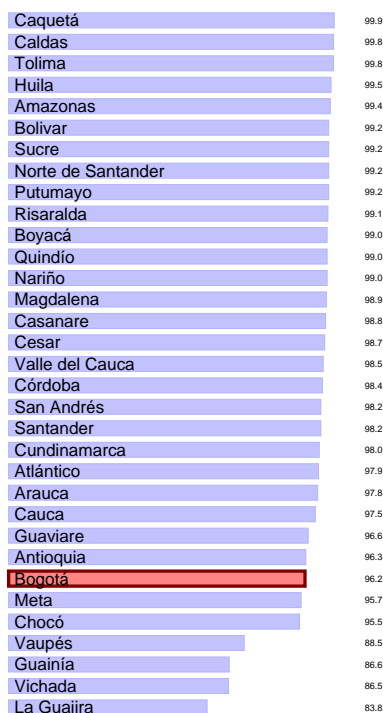 Caquetá 99.9
Caldas 99.8
Tolima 99.8
Huila 99.5
Amazonas 99.4
Bolivar 99.2
Sucre 99.2
Norte de Santander 99.2
Putumayo 99.2
Risaralda 99.1
Boyacá 99.0
Quindío 99.0
Nariño 99.0
Magdalena 98.9
Casanare 98.8
Cesar 98.7
Valle del Cauca 98.5
Córdoba 98.4
San Andrés 98.2
Santander 98.2
Cundinamarca 98.0
Atlántico 97.9
Arauca 97.8
Cauca 97.5
Guaviare 96.6
Antioquia 96.3
Bogotá 96.2
Meta 95.7
Chocó 95.5
Vaupés 88.5
Guainía 86.6
Vichada 86.5
La Guajira 83.8